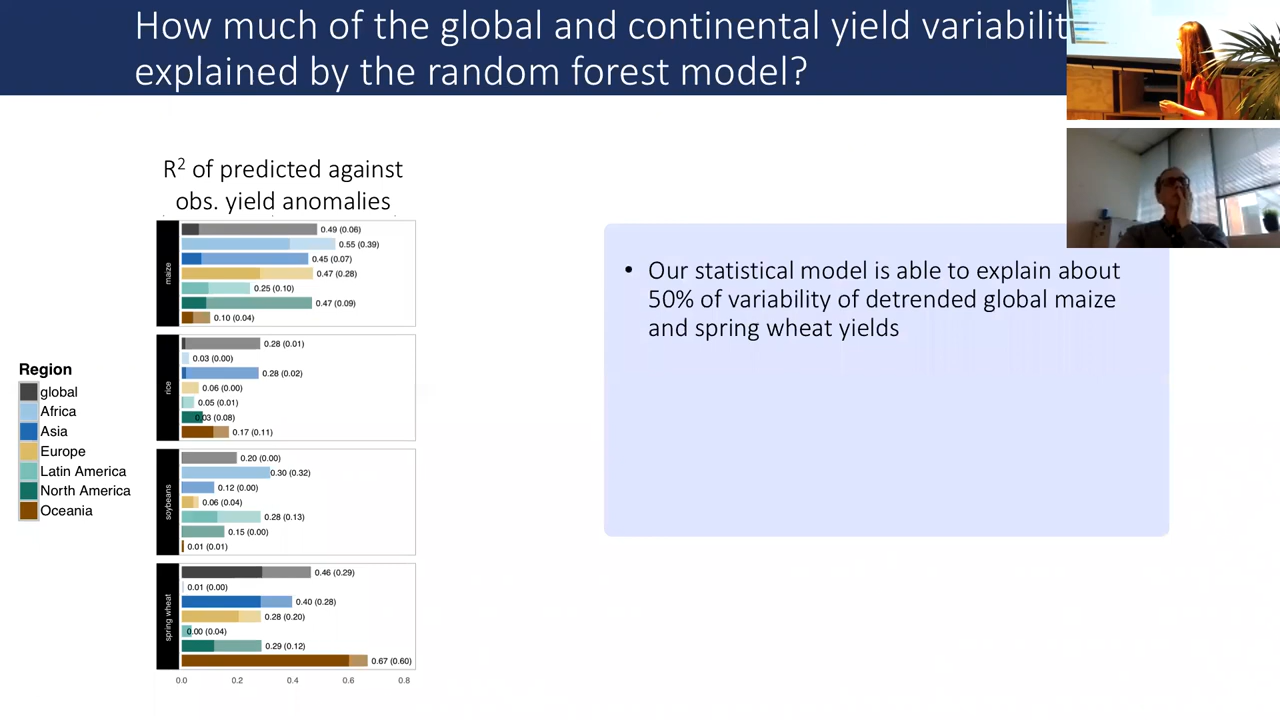 How much of the global and continental yield variabilit
explained by the random forest model?
R² of predicted against
obs. yield anomalies
maize
0.49 (0.06)
0.55 (0.39)
0.45 (0.07)
0.47 (0.28)
0.25 (0.10)
0.47 (0.09)
0.10 (0.04)
rice
0.28 (0.01)
0.03 (0.00)
0.28 (0.02)
0.06 (0.00)
0.05 (0.01)
0.03 (0.08)
0.17 (0.11)
soybeans
0.20 (0.00)
0.30 (0.32)
0.12 (0.00)
0.06 (0.04)
0.28 (0.13)
0.15 (0.00)
0.01 (0.01)
spring wheat
0.46 (0.29)
0.01 (0.00)
0.40 (0.28)
0.28 (0.20)
0.00 (0.04)
0.29 (0.12)
0.67 (0.60)
0.0 0.2 0.4 0.6 0.8
Region
global
Africa
Asia
Europe
Latin America
North America
Oceania
• Our statistical model is able to explain about
50% of variability of detrended global maize
and spring wheat yields